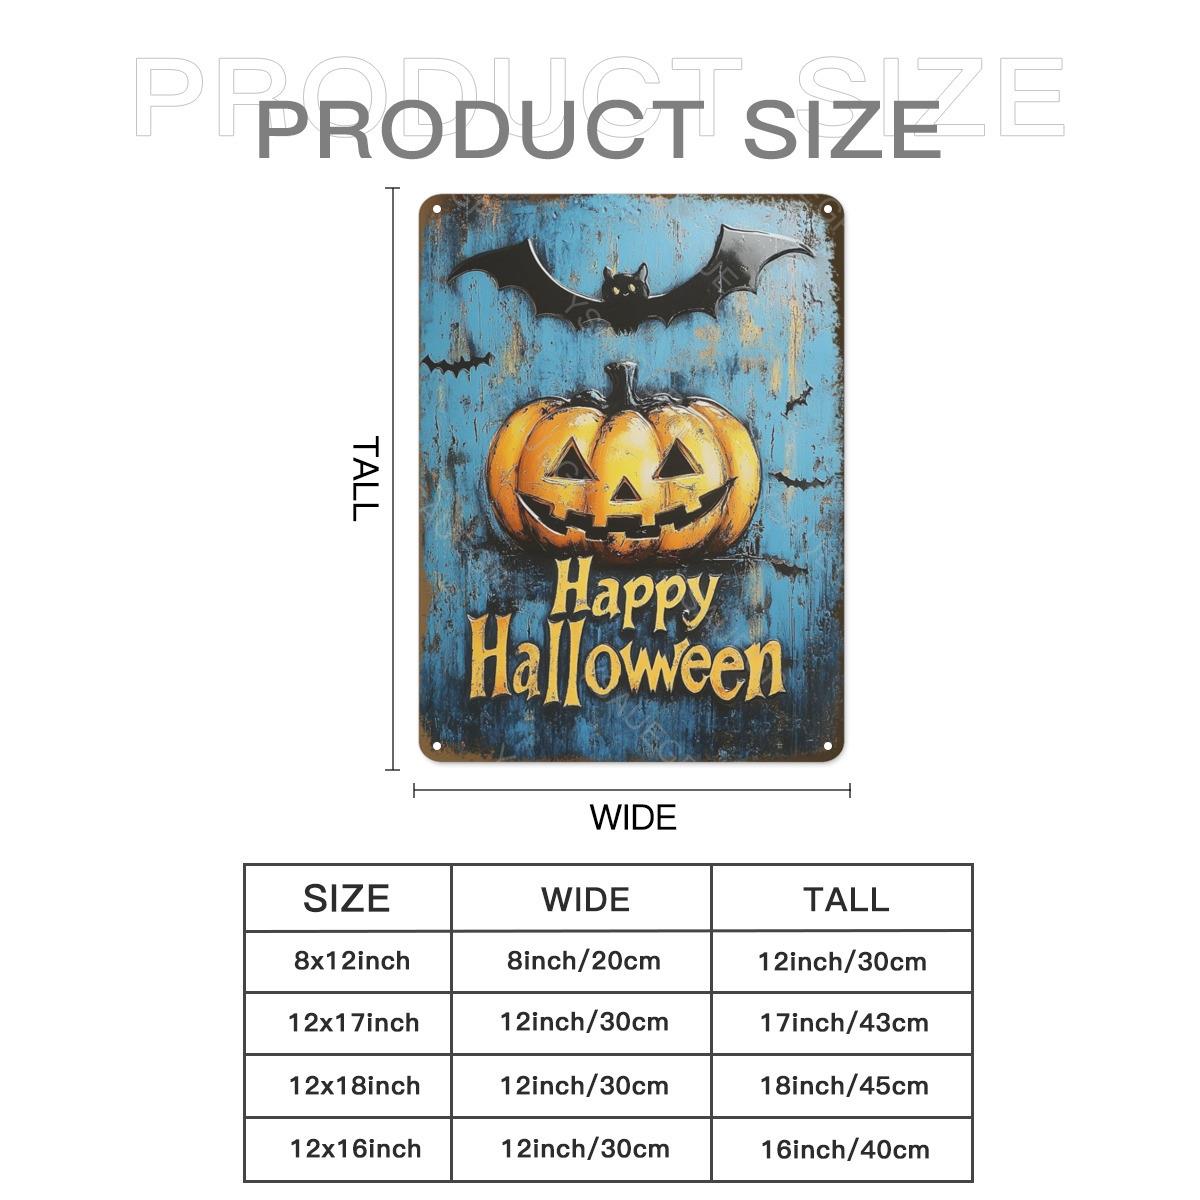 PRODUCT SIZE
PRODUCT SIZE
TALL
Happy
Halloween
WIDE
SIZE WIDE TALL
8x12inch 8inch/20cm 12inch/30cm
12x17inch 12inch/30cm 17inch/43cm
12x18inch 12inch/30cm 18inch/45cm
12x16inch 12inch/30cm 16inch/40cm